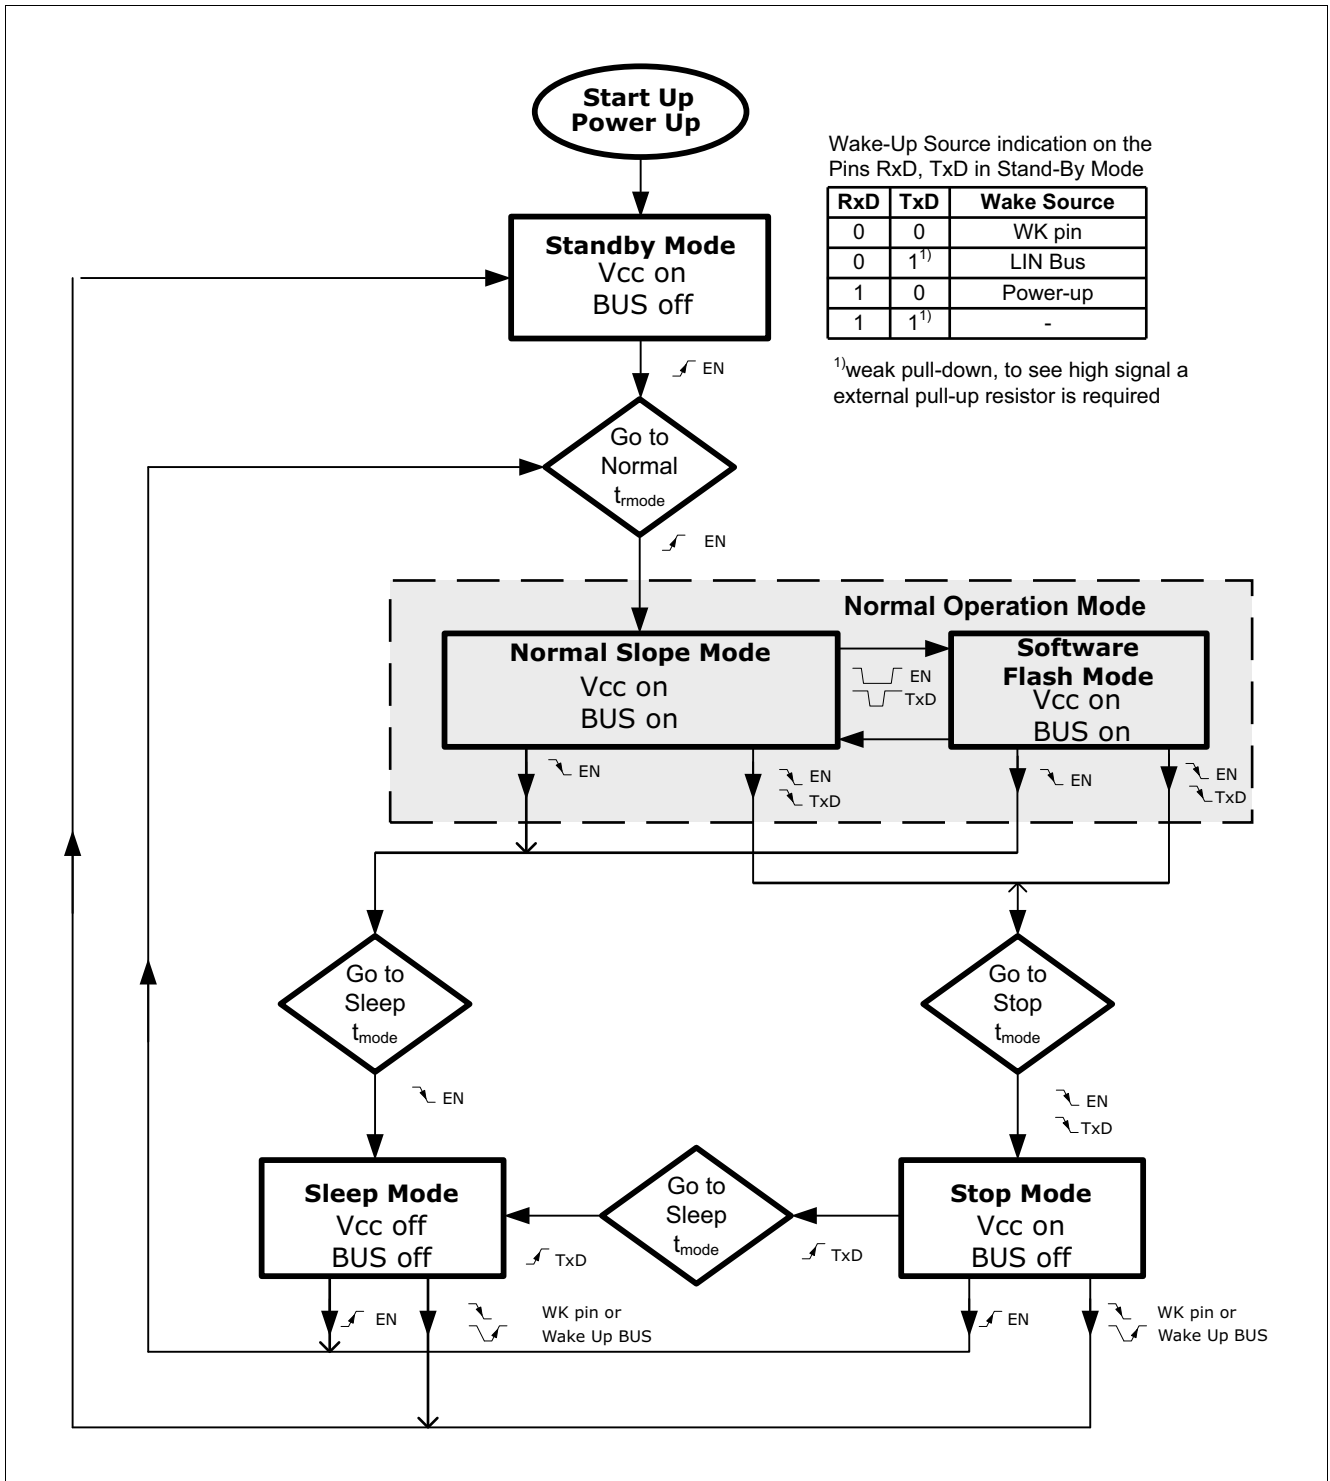 Start Up
Power Up
Wake-Up Source indication on the
Pins RxD, TxD in Stand-By Mode
RxD TxD Wake Source
0 0 WK pin
0 1¹⁾ LIN Bus
1 0 Power-up
1 1¹⁾ -
¹⁾weak pull-down, to see high signal a
external pull-up resistor is required
Standby Mode
Vcc on
BUS off
EN
Go to
Normal
trmode
EN
Normal Operation Mode
Normal Slope Mode
Vcc on
BUS on
EN
TxD
Software
Flash Mode
Vcc on
BUS on
EN
EN
TxD
EN
EN
TxD
Go to
Sleep
tmode
Go to
Stop
tmode
EN
EN
TxD
Sleep Mode
Vcc off
BUS off
Go to
Sleep
tmode
TxD
TxD
Stop Mode
Vcc on
BUS off
EN
WK pin or
Wake Up BUS
EN
WK pin or
Wake Up BUS